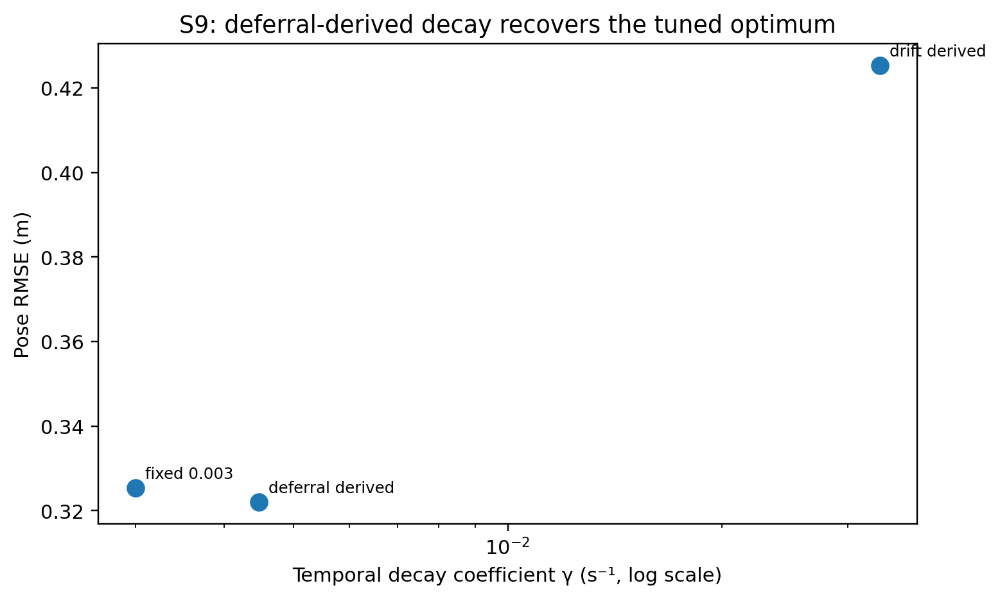 S9: deferral-derived decay recovers the tuned optimum
drift derived
0.42
0.40
0.38
0.36
0.34
0.32
Pose RMSE (m)
fixed 0.003
deferral derived
10⁻²
Temporal decay coefficient γ (s⁻¹, log scale)